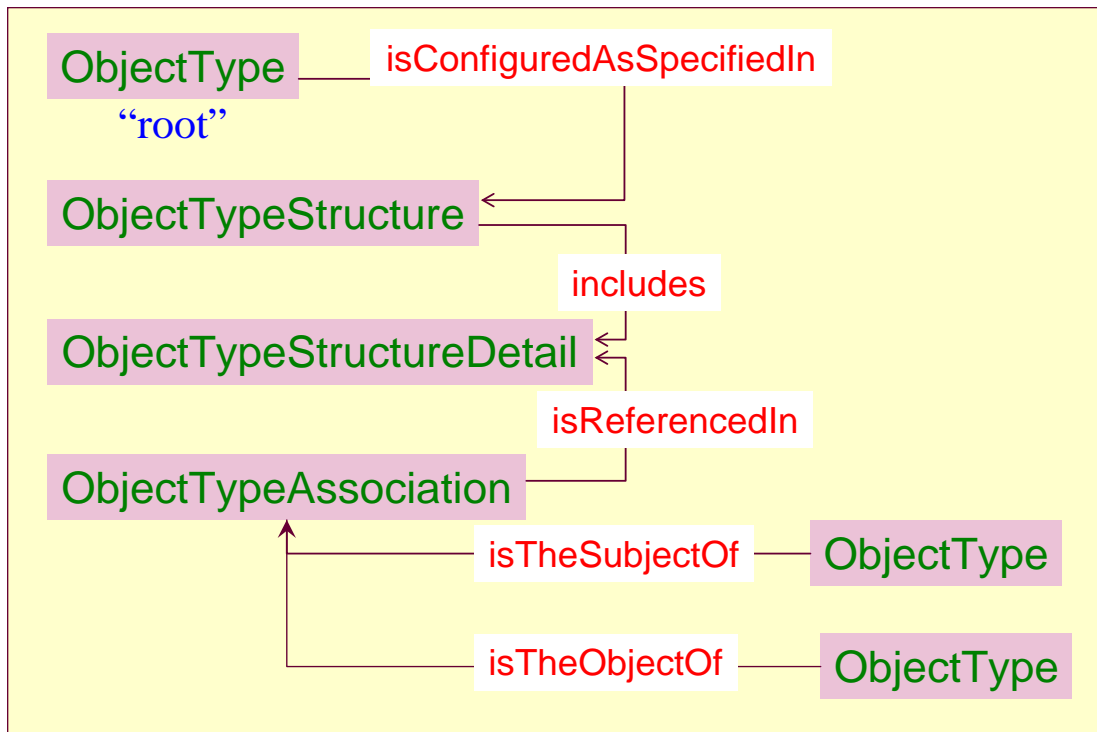 ObjectType
isConfiguredAsSpecifiedIn
“root”
ObjectTypeStructure
includes
ObjectTypeStructureDetail
isReferencedIn
ObjectTypeAssociation
isTheSubjectOf
ObjectType
isTheObjectOf
ObjectType